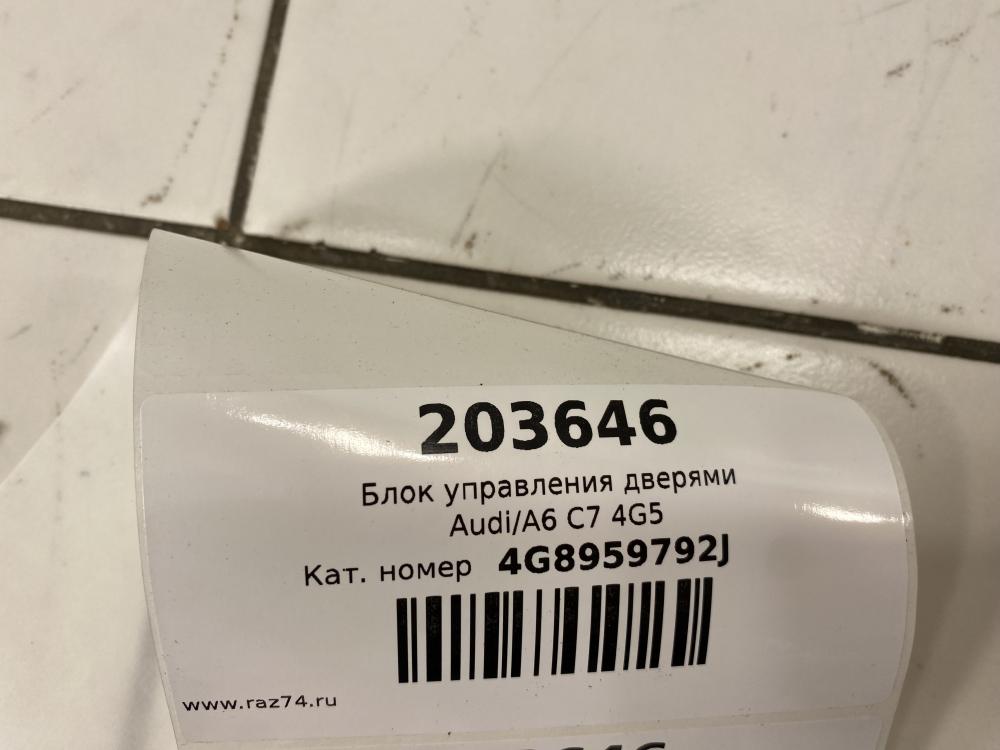 203646
Блок управления дверями
Audi/A6 C7 4G5
Кат. номер 4G8959792J
www.raz74.ru